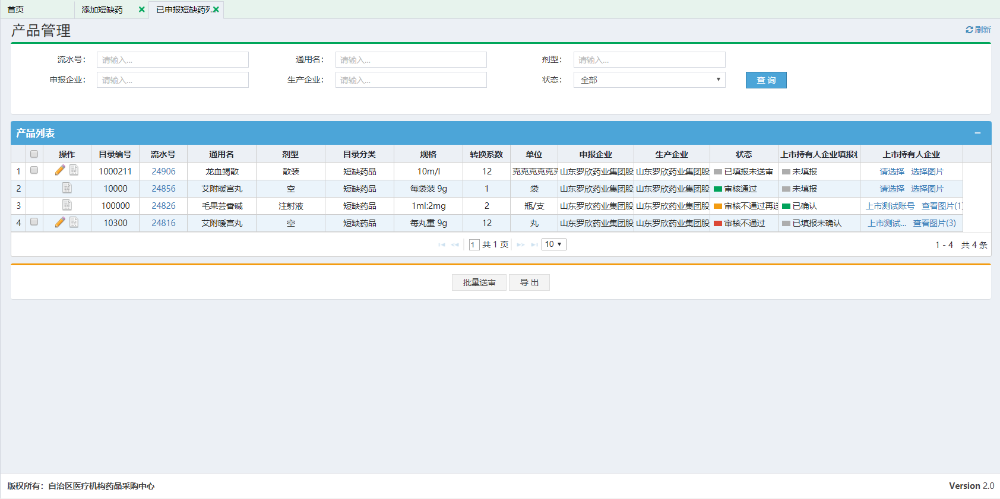 首页 添加短缺药 已申报短缺药列...
产品管理 刷新
流水号： 请输入... 通用名： 请输入... 剂型： 请输入...
申报企业： 请输入... 生产企业： 请输入... 状态： 全部 查 询
产品列表
操作 目录编号 流水号 通用名 剂型 目录分类 规格 转换系数 单位 申报企业 生产企业 状态 上市持有人企业填报状 上市持有人企业
1 1000211 24906 龙血竭散 散装 短缺药品 10m/l 12 克克克克克克 山东罗欣药业集团股 山东罗欣药业集团股 已填报未送审 未填报 请选择 选择图片
2 10000 24856 艾附暖宫丸 空 短缺药品 每袋装 9g 1 袋 山东罗欣药业集团股 山东罗欣药业集团股 审核通过 未填报 请选择 选择图片
3 100000 24826 毛果芸香碱 注射液 短缺药品 1ml:2mg 2 瓶/支 山东罗欣药业集团股 山东罗欣药业集团股 审核不通过再送 已确认 上市测试账号 查看图片(1)
4 10300 24816 艾附暖宫丸 空 短缺药品 每丸重 9g 12 丸 山东罗欣药业集团股 山东罗欣药业集团股 审核不通过 已填报未确认 上市测试... 查看图片(3)
1 共 1 页 10 1 - 4 共 4 条
批量送审 导 出
版权所有：自治区医疗机构药品采购中心 Version 2.0